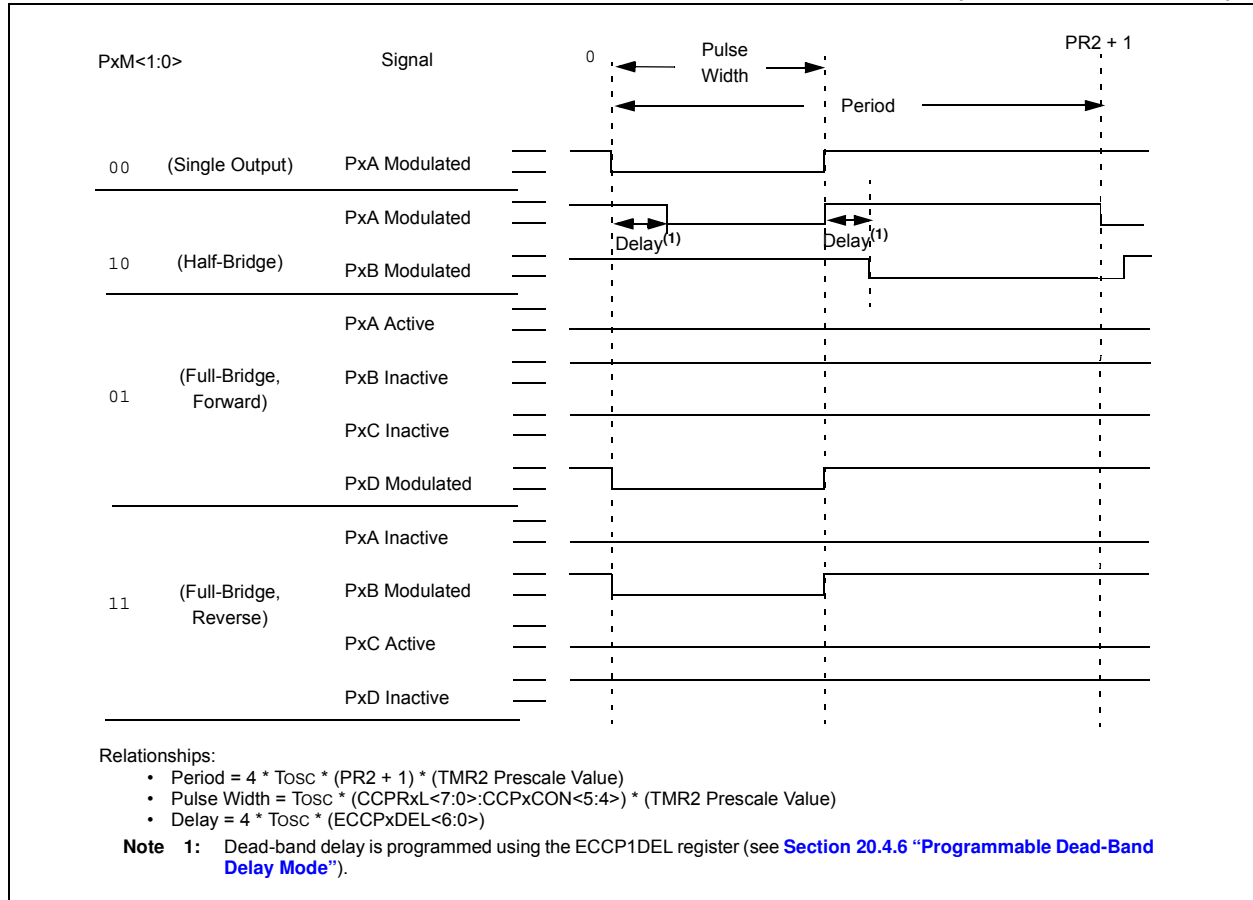 PxM<1:0> Signal 0 Pulse Width PR2 + 1
Period
00 (Single Output) PxA Modulated
PxA Modulated
Delay(1) Delay(1)
10 (Half-Bridge) PxB Modulated
PxA Active
01 (Full-Bridge, Forward) PxB Inactive
PxC Inactive
PxD Modulated
PxA Inactive
11 (Full-Bridge, Reverse) PxB Modulated
PxC Active
PxD Inactive
Relationships:
• Period = 4 * TOSC * (PR2 + 1) * (TMR2 Prescale Value)
• Pulse Width = TOSC * (CCPRxL<7:0>:CCPxCON<5:4>) * (TMR2 Prescale Value)
• Delay = 4 * TOSC * (ECCPxDEL<6:0>)
Note 1: Dead-band delay is programmed using the ECCP1DEL register (see Section 20.4.6 “Programmable Dead-Band
Delay Mode”).